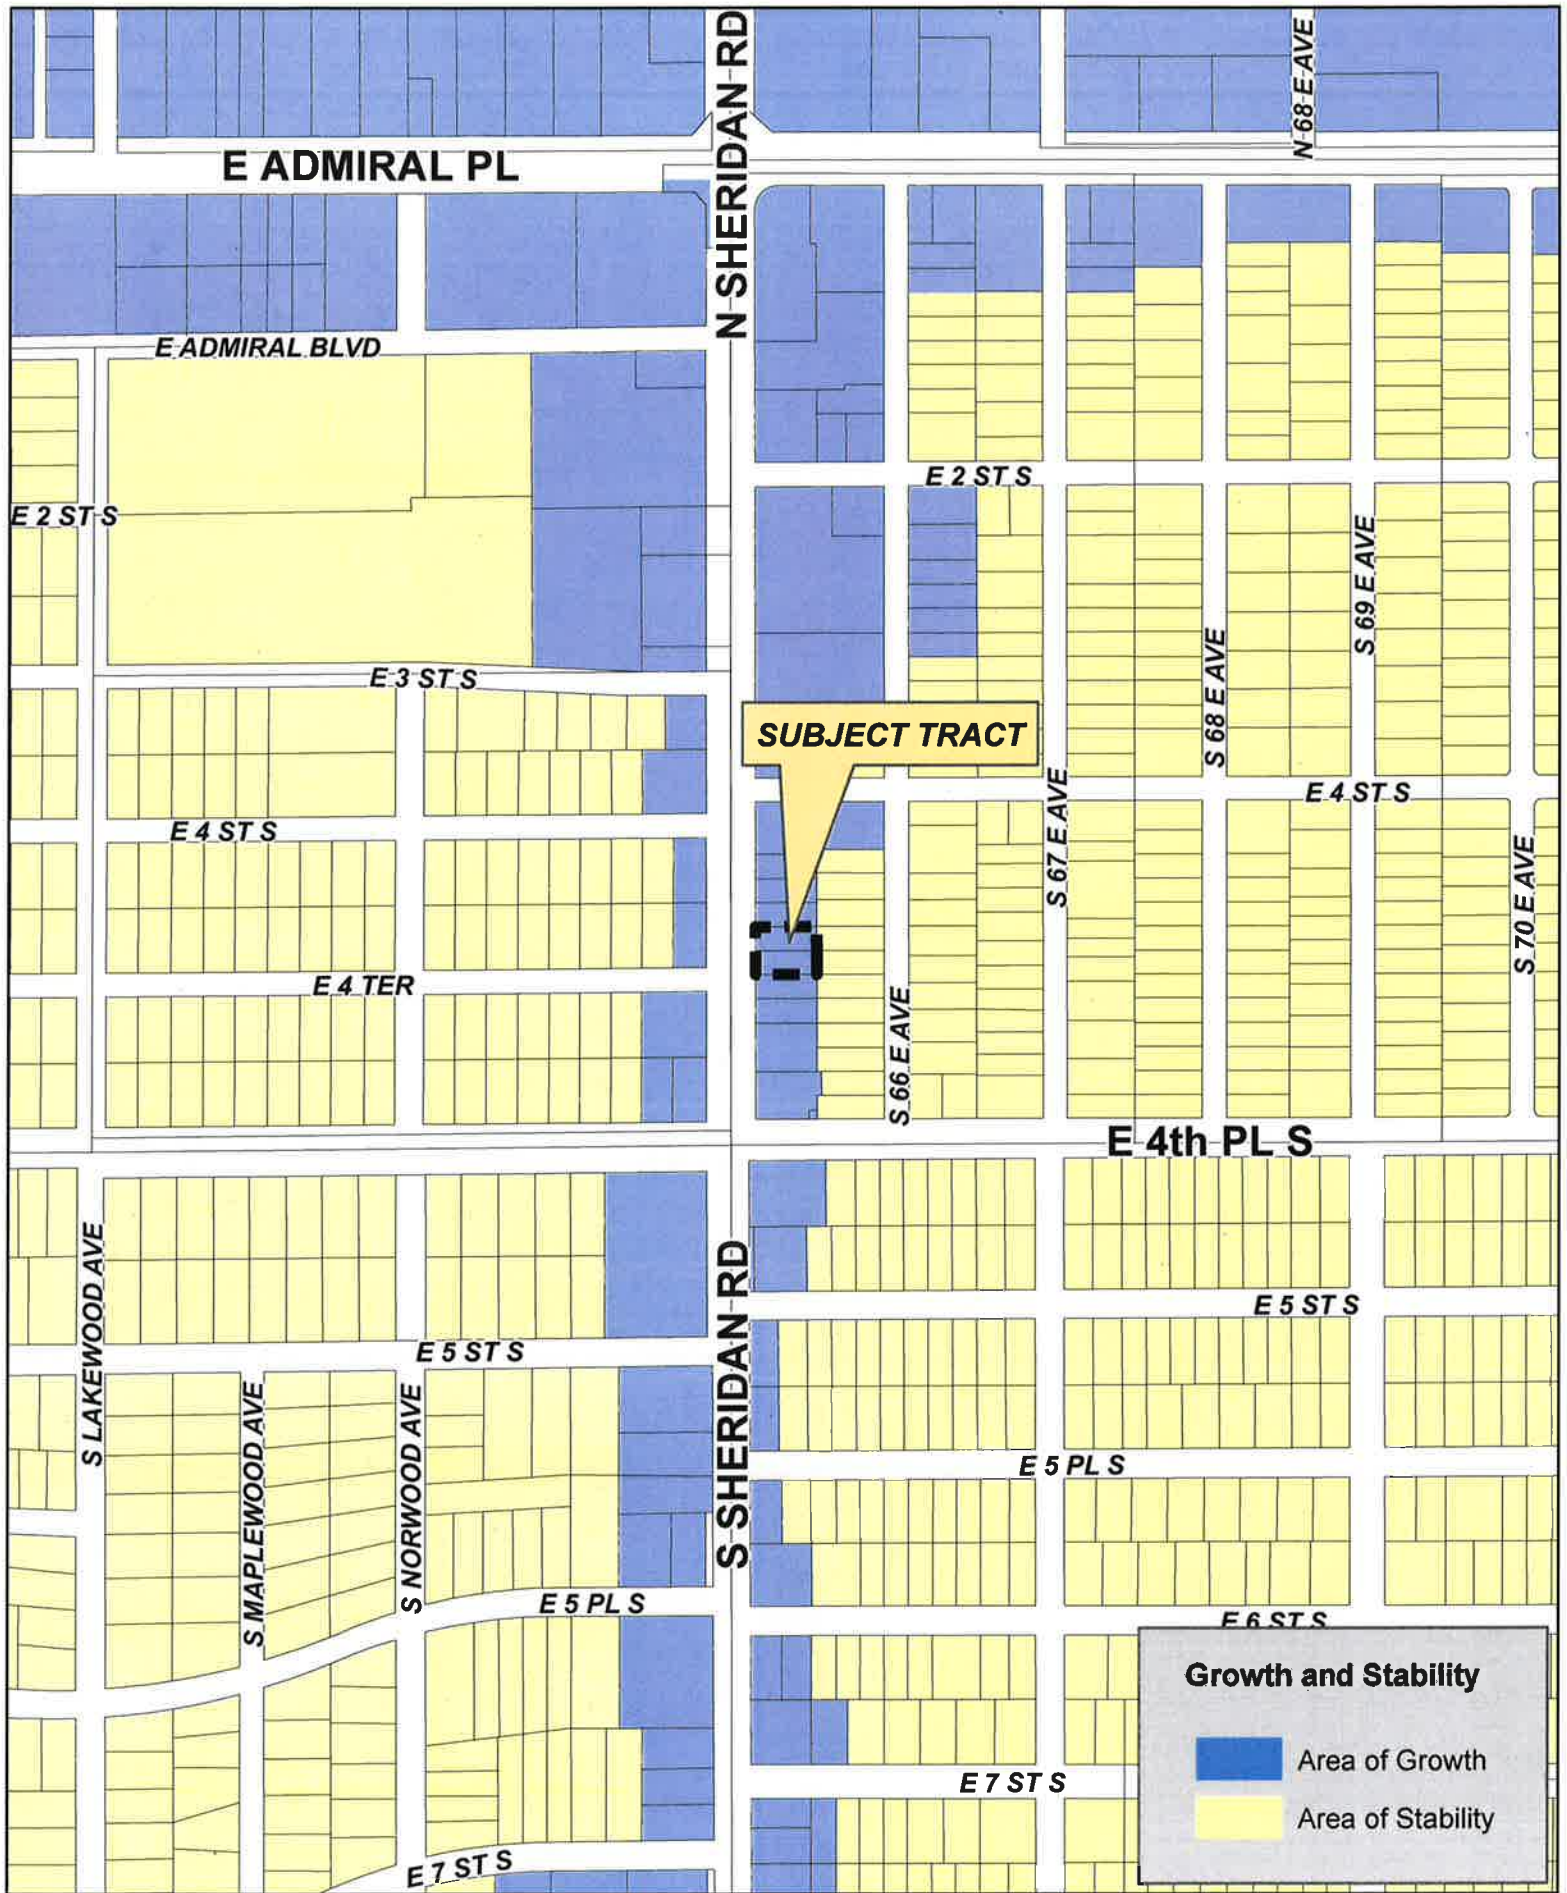 N SHERIDAN RD
N 68 E AVE
E ADMIRAL PL
E ADMIRAL BLVD
E 2 ST S
E 2 ST S
S 69 E AVE
S 68 E AVE
E 3 ST S
SUBJECT TRACT
S 67 E AVE
E 4 ST S
E 4 ST S
S 70 E AVE
E 4 TER
S 66 E AVE
E 4th PL S
S LAKEWOOD AVE
S SHERIDAN RD
E 5 ST S
E 5 ST S
S MAPLEWOOD AVE
S NORWOOD AVE
E 5 PL S
E 5 PL S
E 6 ST S
Growth and Stability
Area of Growth
E 7 ST S
Area of Stability
E 7 ST S